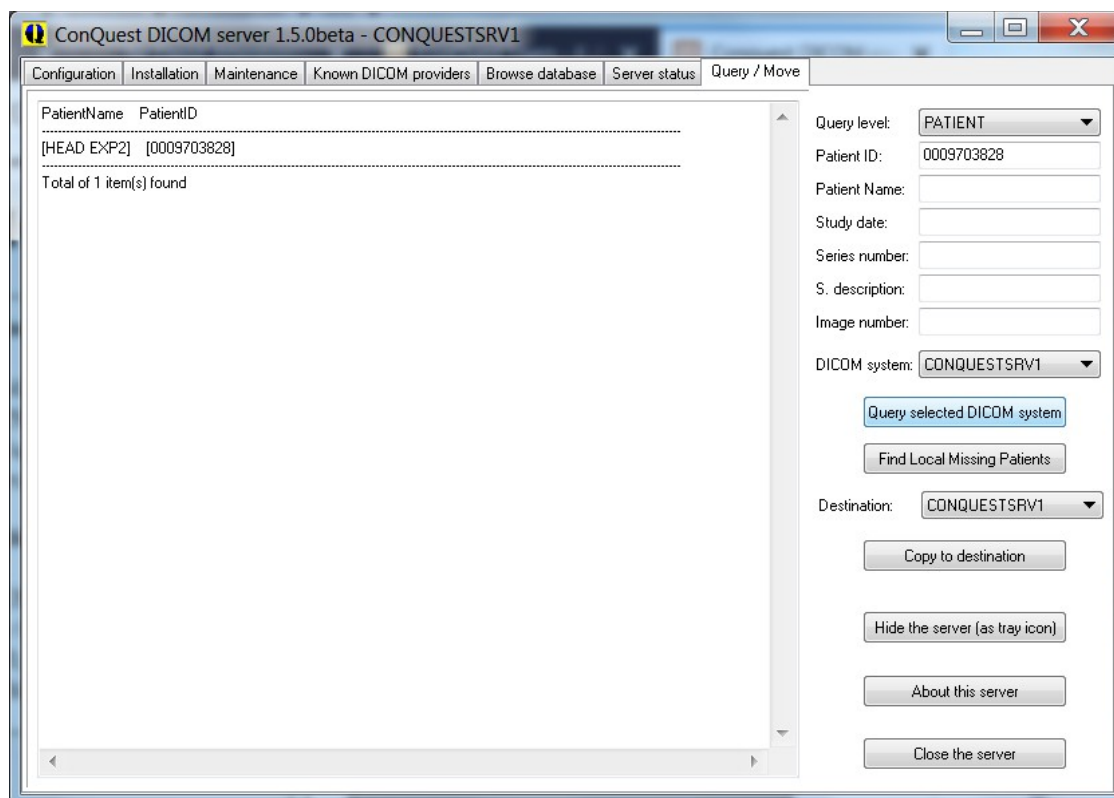 ConQuest DICOM server 1.5.0beta - CONQUESTSRV1
Configuration Installation Maintenance Known DICOM providers Browse database Server status Query / Move
PatientName PatientID
[HEAD EXP2] [0009703828]
Total of 1 item(s) found
Query level: PATIENT
Patient ID: 0009703828
Patient Name:
Study date:
Series number:
S. description:
Image number:
DICOM system: CONQUESTSRV1
Query selected DICOM system
Find Local Missing Patients
Destination: CONQUESTSRV1
Copy to destination
Hide the server (as tray icon)
About this server
Close the server